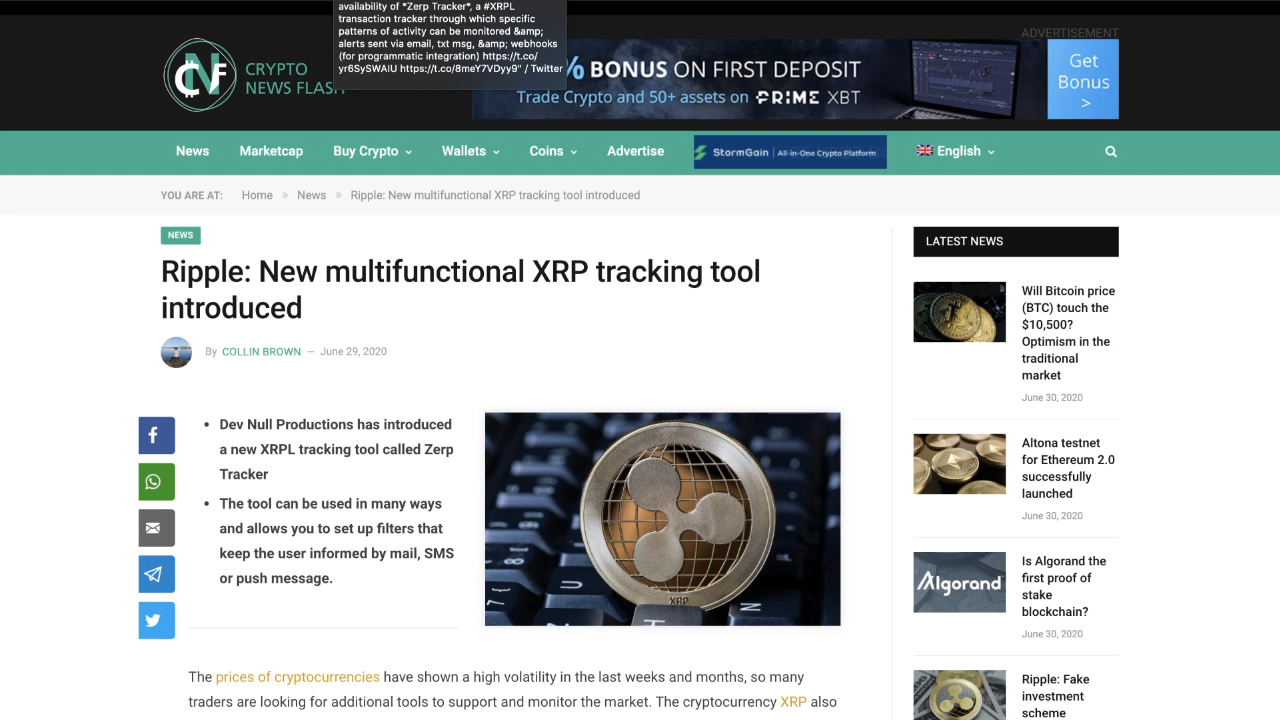 availability of *Zerp Tracker*, a #XRPL
transaction tracker through which specific
patterns of activity can be monitored &amp;
alerts sent via email, txt msg, &amp; webhooks
(for programmatic integration) https://t.co/
yr6SySWAIU https://t.co/8meY7VDyy9" / Twitter
ADVERTISEMENT
CNF
CRYPTO
NEWS FLASH
% BONUS ON FIRST DEPOSIT
Trade Crypto and 50+ assets on PRIME XBT
Get
Bonus
>
News Marketcap Buy Crypto Wallets Coins Advertise StormGain | All-in-One Crypto Platform English
YOU ARE AT: Home » News » Ripple: New multifunctional XRP tracking tool introduced
NEWS
Ripple: New multifunctional XRP tracking tool
introduced
By COLLIN BROWN — June 29, 2020
• Dev Null Productions has introduced
a new XRPL tracking tool called Zerp
Tracker
• The tool can be used in many ways
and allows you to set up filters that
keep the user informed by mail, SMS
or push message.
XRP
The prices of cryptocurrencies have shown a high volatility in the last weeks and months, so many
traders are looking for additional tools to support and monitor the market. The cryptocurrency XRP also
LATEST NEWS
Will Bitcoin price
(BTC) touch the
$10,500?
Optimism in the
traditional
market
June 30, 2020
Altona testnet
for Ethereum 2.0
successfully
launched
June 30, 2020
Algorand
Is Algorand the
first proof of
stake
blockchain?
June 30, 2020
Ripple: Fake
investment
scheme